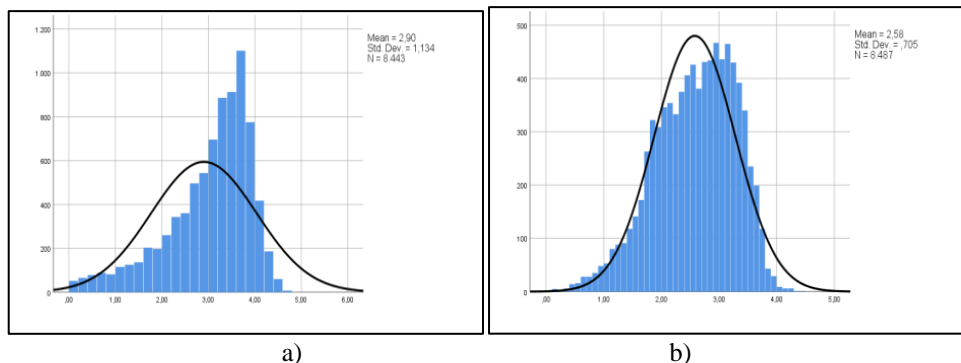 1.200
Mean = 2,90
Std. Dev. = 1,134
N = 8.443
1.000
800
600
400
200
0
,00 1,00 2,00 3,00 4,00 5,00 6,00
a)
500
Mean = 2,58
Std. Dev. = ,705
N = 8.487
400
300
200
100
0
,00 1,00 2,00 3,00 4,00 5,00
b)